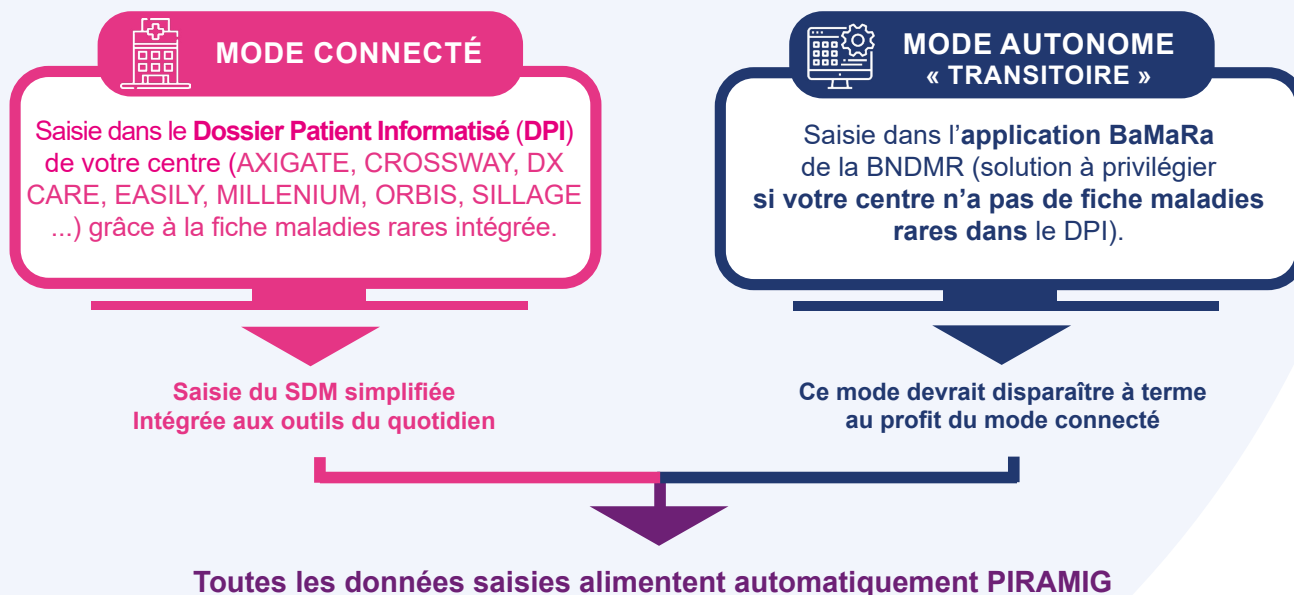 MODE CONNECTÉ
Saisie dans le Dossier Patient Informatisé (DPI)
de votre centre (AXIGATE, CROSSWAY, DX
CARE, EASILY, MILLENIUM, ORBIS, SILLAGE
...) grâce à la fiche maladies rares intégrée.
Saisie du SDM simplifiée
Intégrée aux outils du quotidien
MODE AUTONOME
« TRANSITOIRE »
Saisie dans l’application BaMaRa
de la BNDMR (solution à privilégier
si votre centre n’a pas de fiche maladies
rares dans le DPI).
Ce mode devrait disparaître à terme
au profit du mode connecté
Toutes les données saisies alimentent automatiquement PIRAMIG